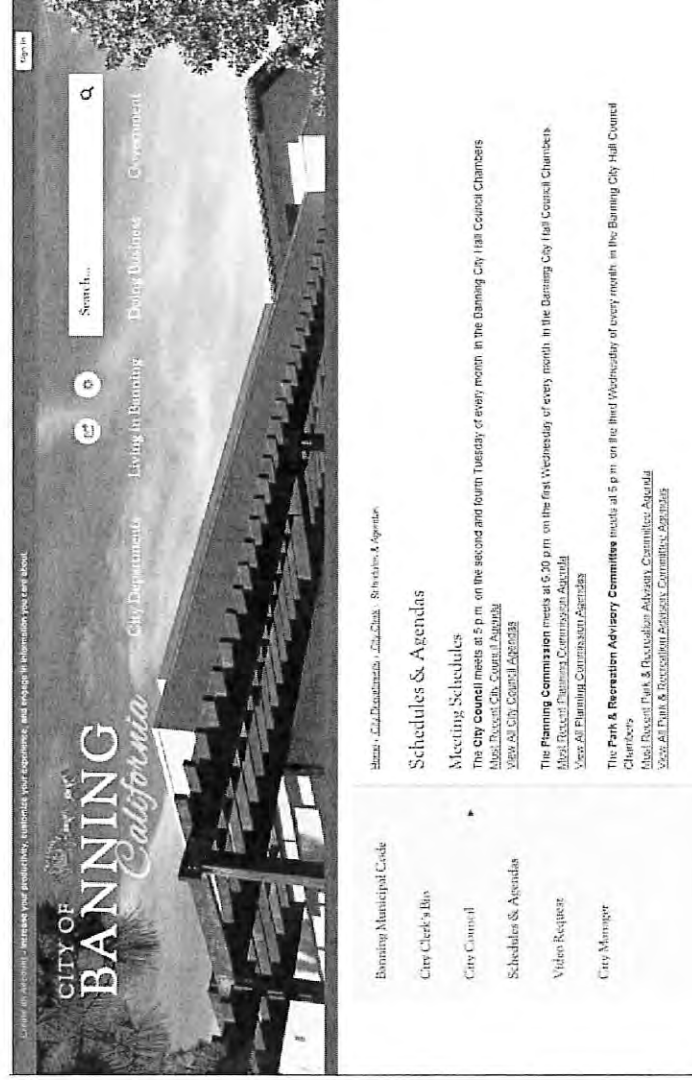 Create an Account - Increase your productivity, customize your experience, and engage in information you care about.
Sign In
CITY OF
BANNING
California
Search...
City Departments
Living in Banning
Doing Business
Government
Banning Municipal Code
City Clerk's Bio
City Council
Schedules & Agendas
Video Request
City Manager
Home › City Departments › City Clerk › Schedules & Agendas
Schedules & Agendas
Meeting Schedules
The City Council meets at 5 p.m. on the second and fourth Tuesday of every month in the Banning City Hall Council Chambers
Most Recent City Council Agenda
View All City Council Agendas
The Planning Commission meets at 6:30 p.m. on the first Wednesday of every month in the Banning City Hall Council Chambers.
Most Recent Planning Commission Agenda
View All Planning Commission Agendas
The Park & Recreation Advisory Committee meets at 5 p.m. on the third Wednesday of every month in the Banning City Hall Council
Chambers
Most Recent Park & Recreation Advisory Committee Agenda
View All Park & Recreation Advisory Committee Agendas